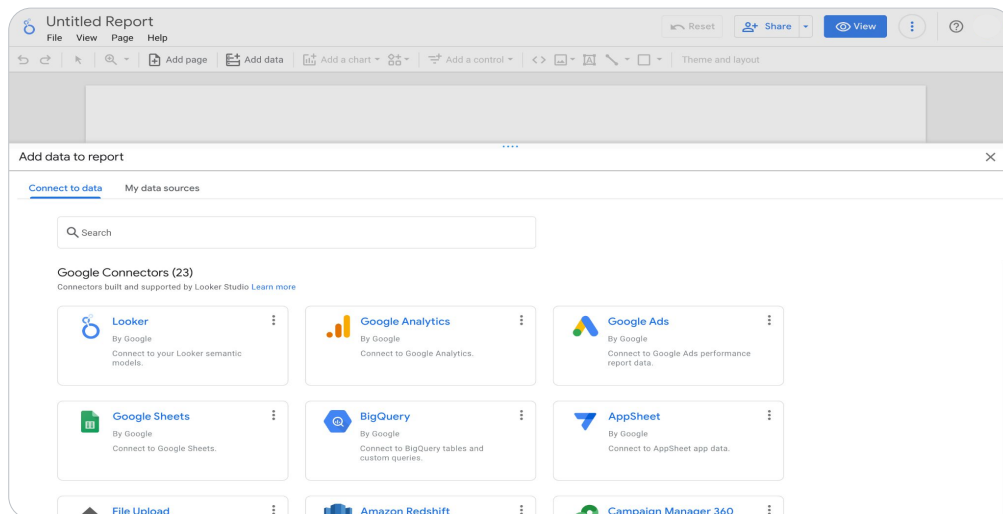 Untitled Report
File View Page Help
Reset
Share
View
Add page
Add data
Add a chart
Add a control
Theme and layout
Add data to report
Connect to data
My data sources
Search
Google Connectors (23)
Connectors built and supported by Looker Studio Learn more
Looker
By Google
Connect to your Looker semantic
models.
Google Analytics
By Google
Connect to Google Analytics.
Google Ads
By Google
Connect to Google Ads performance
report data.
Google Sheets
By Google
Connect to Google Sheets.
BigQuery
By Google
Connect to BigQuery tables and
custom queries.
AppSheet
By Google
Connect to AppSheet app data.
File Upload
Amazon Redshift
Campaign Manager 360